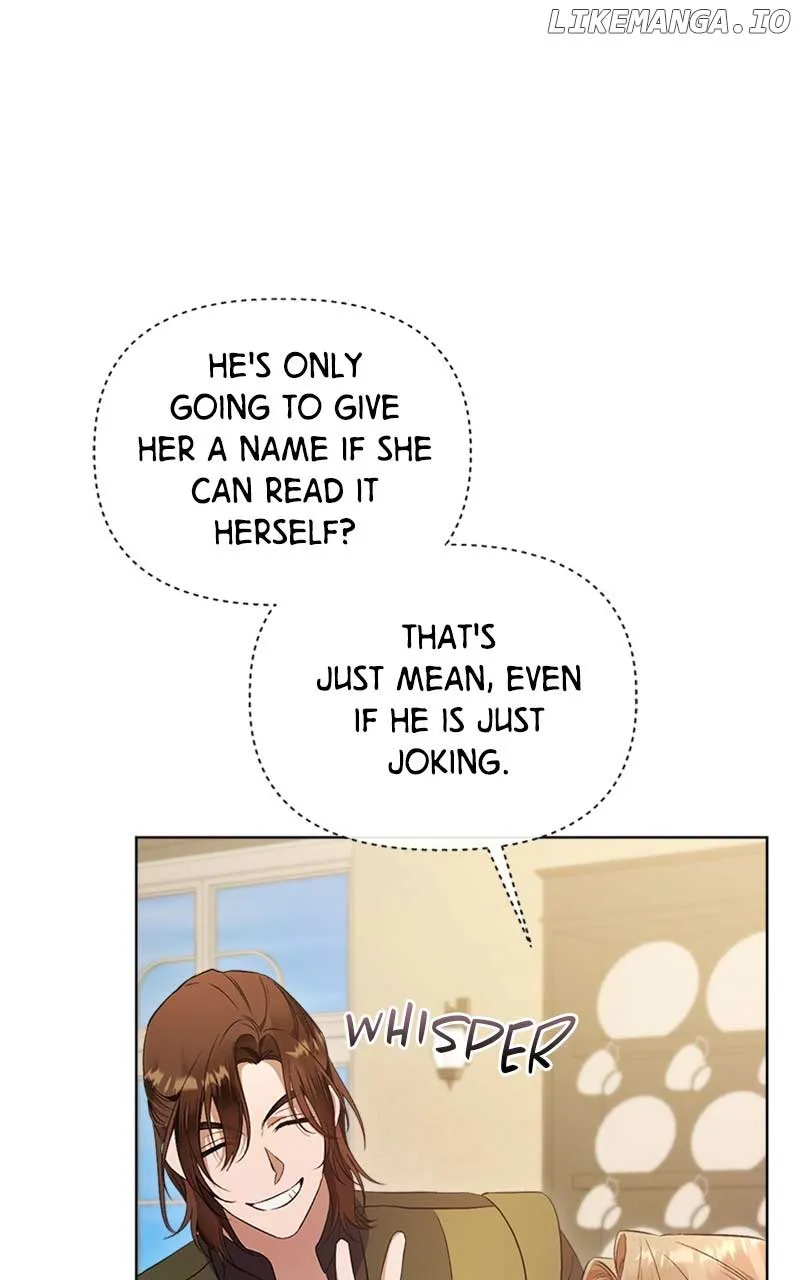 LIKEMANGA.IO
HE'S ONLY
GOING TO GIVE
HER A NAME IF SHE
CAN READ IT
HERSELF?
THAT'S
JUST MEAN, EVEN
IF HE IS JUST
JOKING.
WHISPER